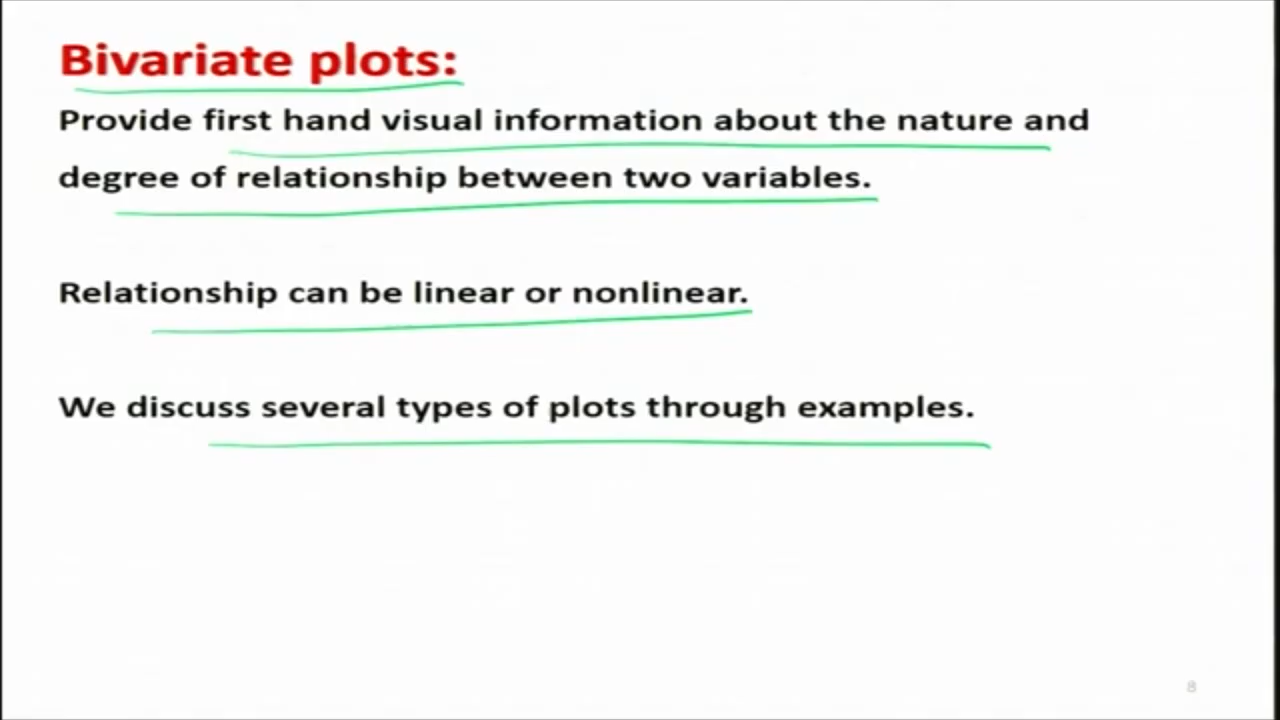 Bivariate plots:
Provide first hand visual information about the nature and
degree of relationship between two variables.
Relationship can be linear or nonlinear.
We discuss several types of plots through examples.
8